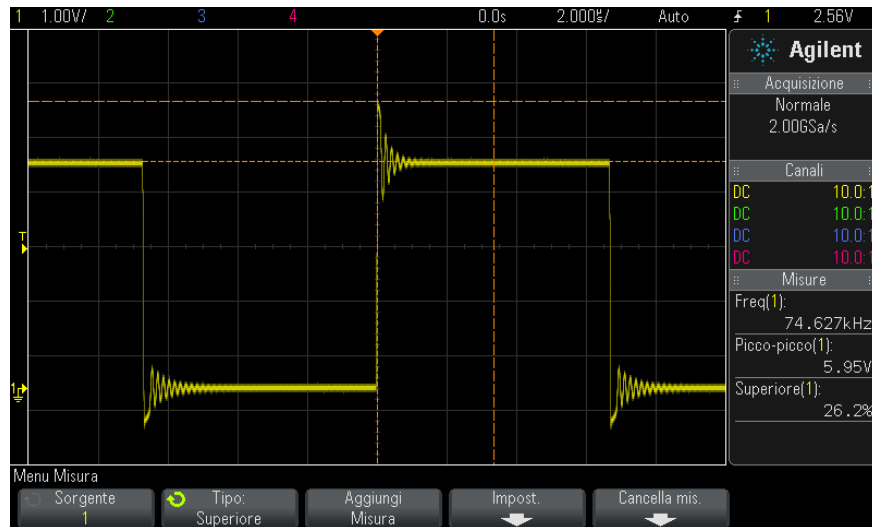 1 1.00V/ 2 3 4 0.0s 2.000µs/ Auto 1 2.56V
Agilent
Acquisizione
Normale
2.00GSa/s
Canali
DC 10.0:1
DC 10.0:1
DC 10.0:1
DC 10.0:1
T
Misure
Freq(1):
74.627kHz
Picco-picco(1):
5.95V
1
Superiore(1):
26.2%
Menu Misura
Sorgente Tipo: Aggiungi Impost. Cancella mis.
1 Superiore Misura